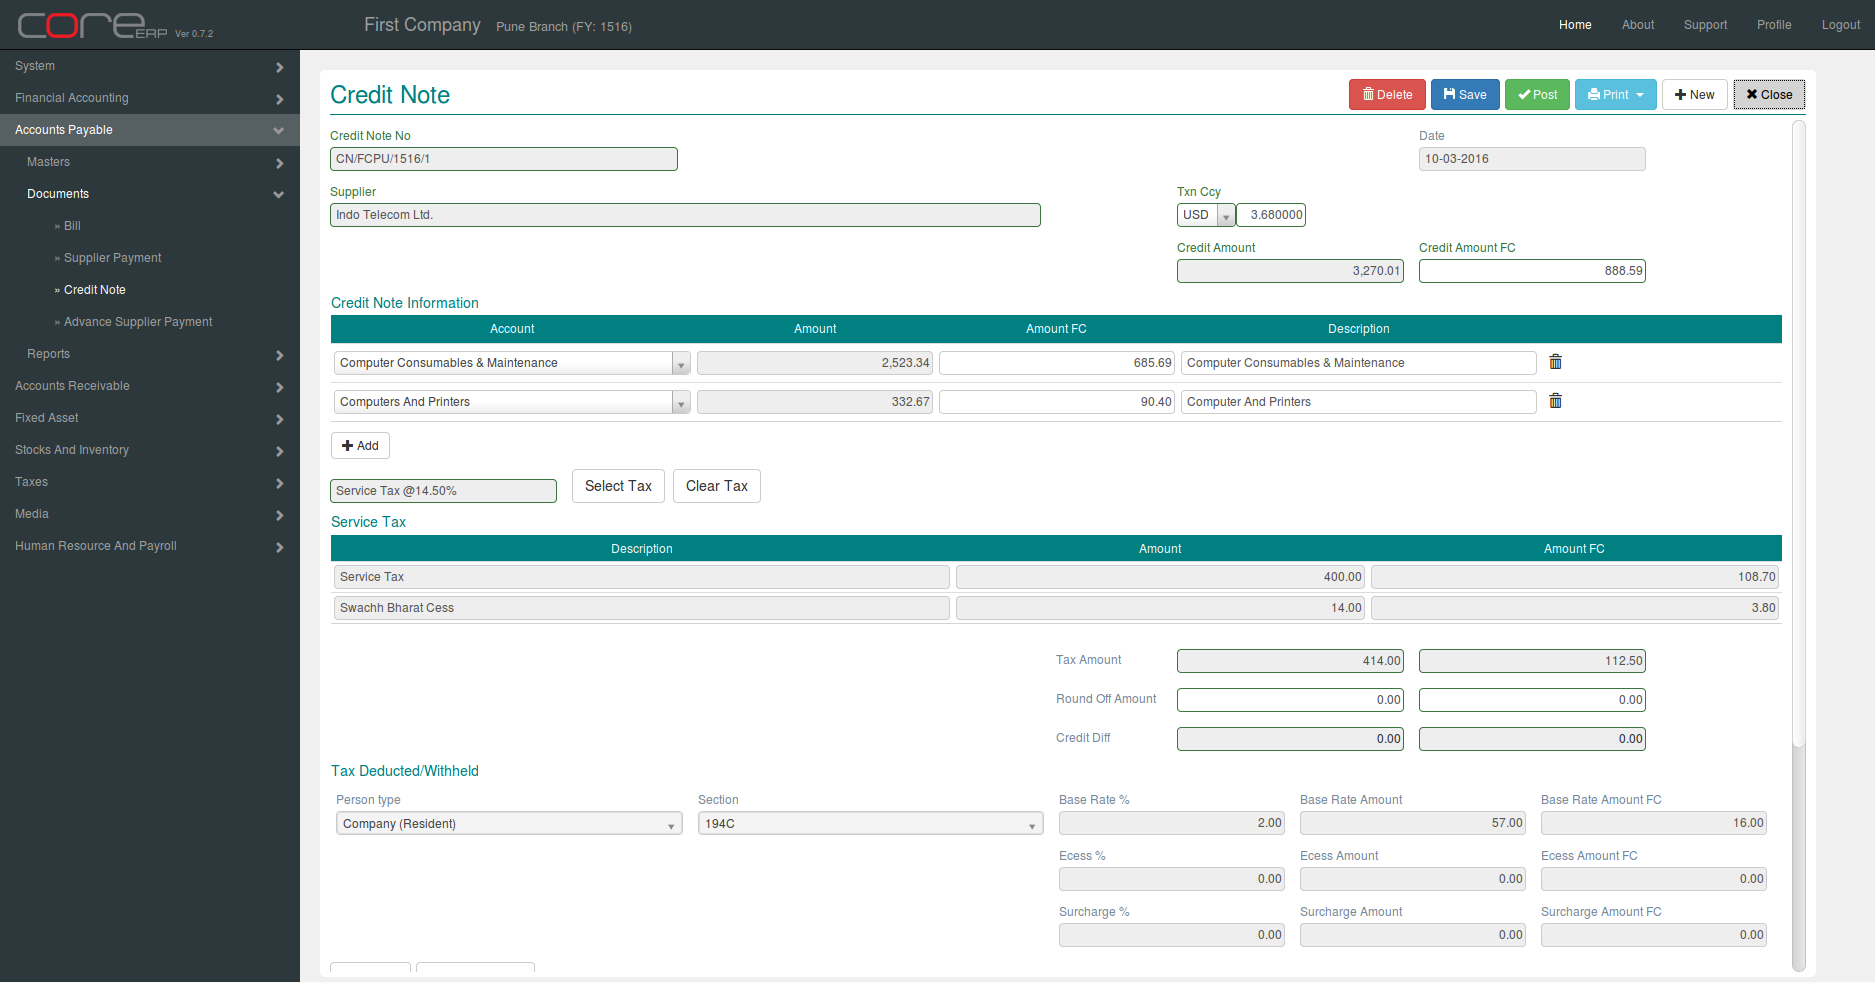 core ERP Ver 0.7.2
First Company Pune Branch (FY: 1516)
Home About Support Profile Logout
System
Financial Accounting
Accounts Payable
Masters
Documents
» Bill
» Supplier Payment
» Credit Note
» Advance Supplier Payment
Reports
Accounts Receivable
Fixed Asset
Stocks And Inventory
Taxes
Media
Human Resource And Payroll
Credit Note
Delete Save Post Print New Close
Credit Note No Date
CN/FCPU/1516/1 10-03-2016
Supplier Txn Ccy
Indo Telecom Ltd. USD 3.680000
Credit Amount Credit Amount FC
3,270.01 888.59
Credit Note Information
Account Amount Amount FC Description
Computer Consumables & Maintenance 2,523.34 685.69 Computer Consumables & Maintenance
Computers And Printers 332.67 90.40 Computer And Printers
Add
Service Tax @14.50% Select Tax Clear Tax
Service Tax
Description Amount Amount FC
Service Tax 400.00 108.70
Swachh Bharat Cess 14.00 3.80
Tax Amount 414.00 112.50
Round Off Amount 0.00 0.00
Credit Diff 0.00 0.00
Tax Deducted/Withheld
Person type Section Base Rate % Base Rate Amount Base Rate Amount FC
Company (Resident) 194C 2.00 57.00 16.00
Ecess % Ecess Amount Ecess Amount FC
0.00 0.00 0.00
Surcharge % Surcharge Amount Surcharge Amount FC
0.00 0.00 0.00